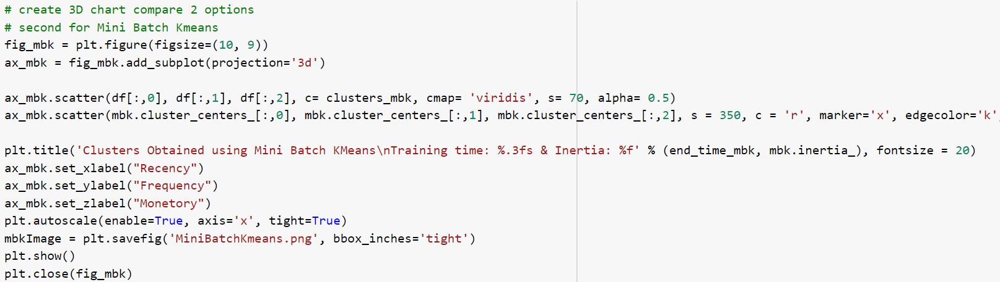 # create 3D chart compare 2 options
# second for Mini Batch Kmeans
fig_mbk = plt.figure(figsize=(10, 9))
ax_mbk = fig_mbk.add_subplot(projection='3d')
ax_mbk.scatter(df[:,0], df[:,1], df[:,2], c= clusters_mbk, cmap= 'viridis', s= 70, alpha= 0.5)
ax_mbk.scatter(mbk.cluster_centers_[:,0], mbk.cluster_centers_[:,1], mbk.cluster_centers_[:,2], s = 350, c = 'r', marker='x', edgecolor='k',
plt.title('Clusters Obtained using Mini Batch KMeans\nTraining time: %.3fs & Inertia: %f' % (end_time_mbk, mbk.inertia_), fontsize = 20)
ax_mbk.set_xlabel("Recency")
ax_mbk.set_ylabel("Frequency")
ax_mbk.set_zlabel("Monetory")
plt.autoscale(enable=True, axis='x', tight=True)
mbkImage = plt.savefig('MiniBatchKmeans.png', bbox_inches='tight')
plt.show()
plt.close(fig_mbk)